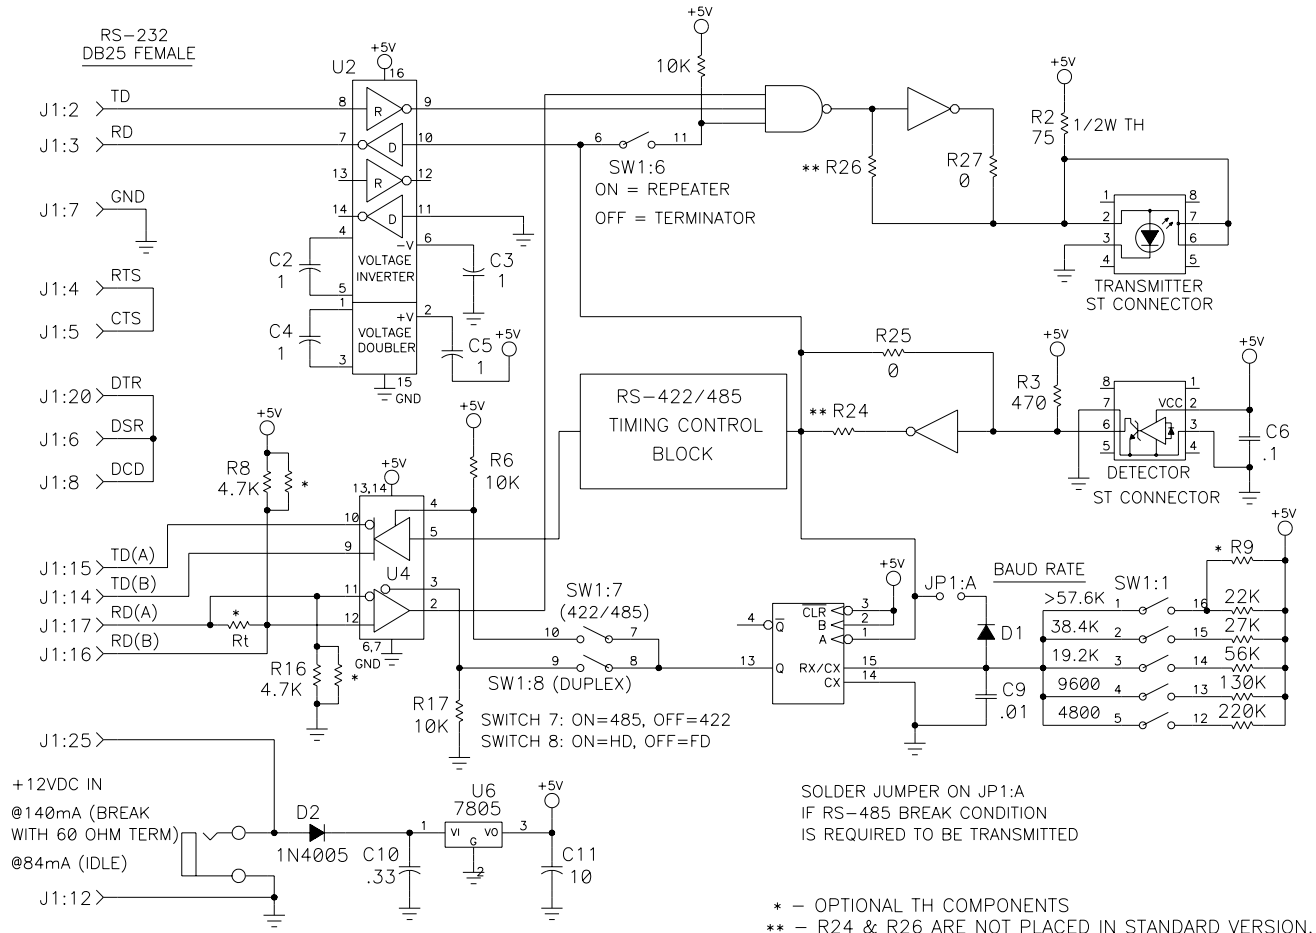 RS-232
DB25 FEMALE
J1:2 TD
J1:3 RD
J1:7 GND
J1:4 RTS
J1:5 CTS
J1:20 DTR
J1:6 DSR
J1:8 DCD
J1:15 TD(A)
J1:14 TD(B)
J1:17 RD(A)
J1:16 RD(B)
J1:25
+12VDC IN
@140mA (BREAK
WITH 60 OHM TERM)
@84mA (IDLE)
J1:12
U2
+5V
16
8 R 9
7 D 10
13 R 12
14 D 11
4 -V 6
VOLTAGE
INVERTER
5
1 +V 2
VOLTAGE
DOUBLER
3
15
GND
C2
1
C3
1
C4
1
C5
1
+5V
+5V
10K
6 11
SW1:6
ON = REPEATER
OFF = TERMINATOR
** R26
R27
0
+5V
R2
75
1/2W TH
1 8
2 7
3 6
4 5
TRANSMITTER
ST CONNECTOR
R25
0
** R24
+5V
R3
470
8 1
7 VCC 2
6 3
5 4
DETECTOR
ST CONNECTOR
+5V
C6
.1
RS-422/485
TIMING CONTROL
BLOCK
+5V
R8
4.7K
*
+5V
R6
10K
+5V
13,14
10 4
9 5
U4
11 3
12 2
6,7
GND
*
Rt
R16
4.7K
*
R17
10K
SW1:7
(422/485)
10 7
9 8
SW1:8 (DUPLEX)
SWITCH 7: ON=485, OFF=422
SWITCH 8: ON=HD, OFF=FD
+5V
4 Q CLR 3
B 2
A 1
13 Q RX/CX 15
CX 14
JP1:A
D1
C9
.01
BAUD RATE
SW1:1
+5V
* R9
>57.6K 1 16 22K
38.4K 2 15 27K
19.2K 3 14 56K
9600 4 13 130K
4800 5 12 220K
SOLDER JUMPER ON JP1:A
IF RS-485 BREAK CONDITION
IS REQUIRED TO BE TRANSMITTED
D2
1N4005
C10
.33
U6
7805
1 VI VO 3
G
2
+5V
C11
10
* - OPTIONAL TH COMPONENTS
** - R24 & R26 ARE NOT PLACED IN STANDARD VERSION.